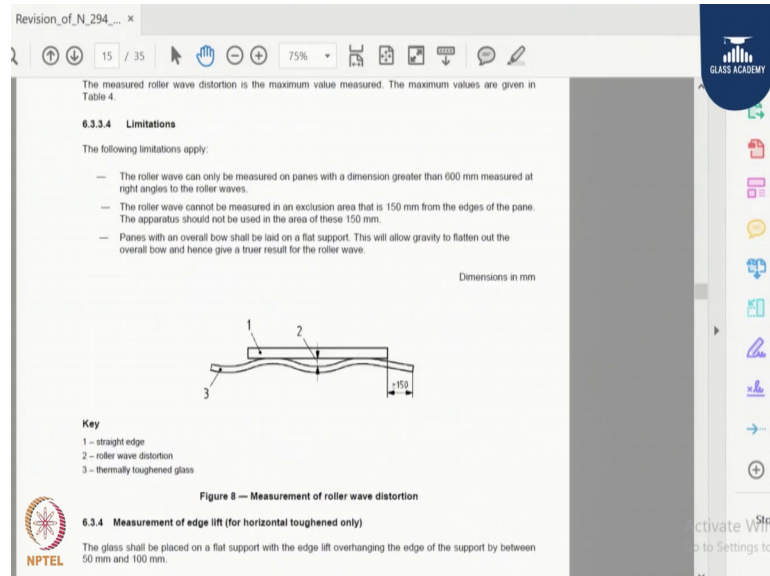 Revision_of_N_294_... ×
15 / 35
75%
GLASS ACADEMY
The measured roller wave distortion is the maximum value measured. The maximum values are given in
Table 4.
6.3.3.4 Limitations
The following limitations apply:
— The roller wave can only be measured on panes with a dimension greater than 600 mm measured at
right angles to the roller waves.
— The roller wave cannot be measured in an exclusion area that is 150 mm from the edges of the pane.
The apparatus should not be used in the area of these 150 mm.
— Panes with an overall bow shall be laid on a flat support. This will allow gravity to flatten out the
overall bow and hence give a truer result for the roller wave.
Dimensions in mm
1
2
3
≥150
Key
1 – straight edge
2 – roller wave distortion
3 – thermally toughened glass
Figure 8 — Measurement of roller wave distortion
6.3.4 Measurement of edge lift (for horizontal toughened only)
The glass shall be placed on a flat support with the edge lift overhanging the edge of the support by between
50 mm and 100 mm.
NPTEL
Sto
to Settings to